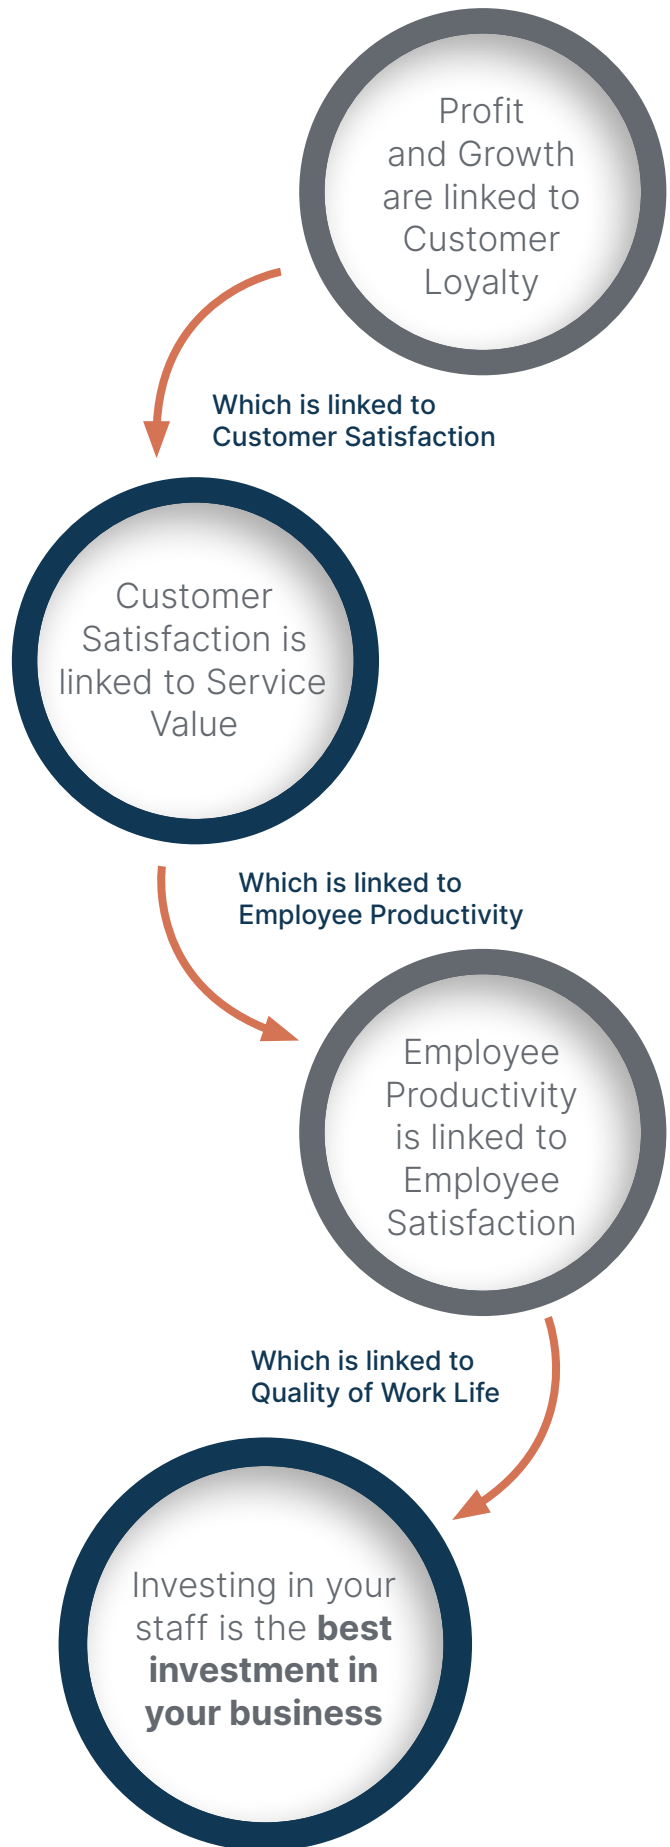 Profit
and Growth
are linked to
Customer
Loyalty
Which is linked to
Customer Satisfaction
Customer
Satisfaction is
linked to Service
Value
Which is linked to
Employee Productivity
Employee
Productivity
is linked to
Employee
Satisfaction
Which is linked to
Quality of Work Life
Investing in your
staff is the best
investment in
your business